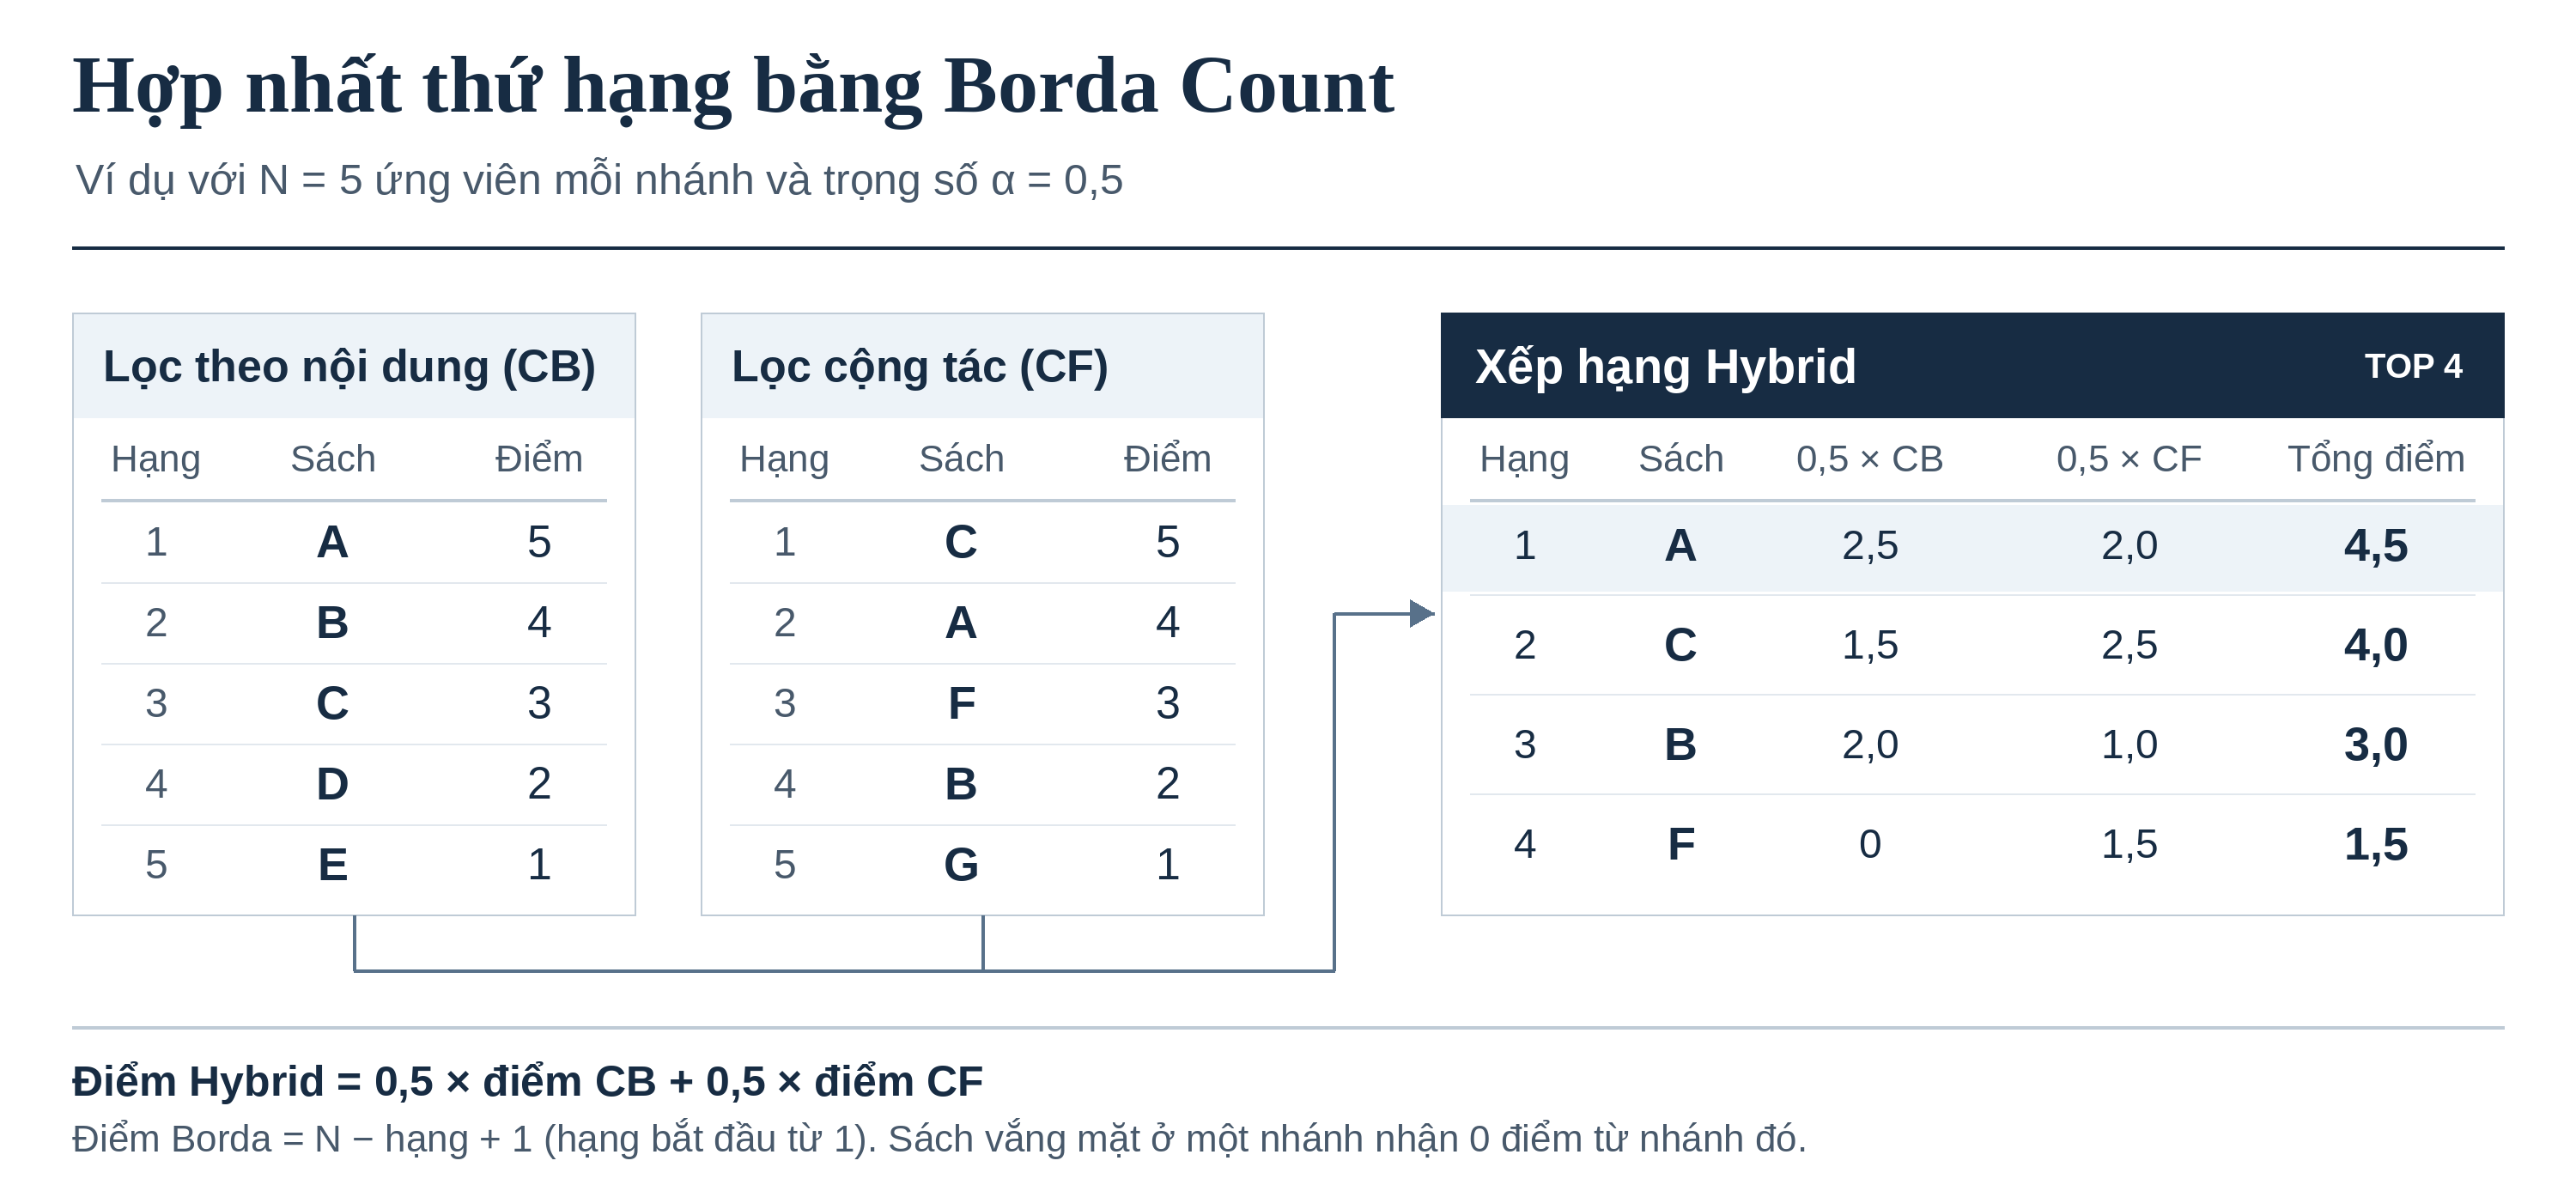 Hợp nhất thứ hạng bằng Borda Count
Ví dụ với N = 5 ứng viên mỗi nhánh và trọng số α = 0,5
Lọc theo nội dung (CB)
Hạng Sách Điểm
1 A 5
2 B 4
3 C 3
4 D 2
5 E 1
Lọc cộng tác (CF)
Hạng Sách Điểm
1 C 5
2 A 4
3 F 3
4 B 2
5 G 1
Xếp hạng Hybrid TOP 4
Hạng Sách 0,5 × CB 0,5 × CF Tổng điểm
1 A 2,5 2,0 4,5
2 C 1,5 2,5 4,0
3 B 2,0 1,0 3,0
4 F 0 1,5 1,5
Điểm Hybrid = 0,5 × điểm CB + 0,5 × điểm CF
Điểm Borda = N − hạng + 1 (hạng bắt đầu từ 1). Sách vắng mặt ở một nhánh nhận 0 điểm từ nhánh đó.